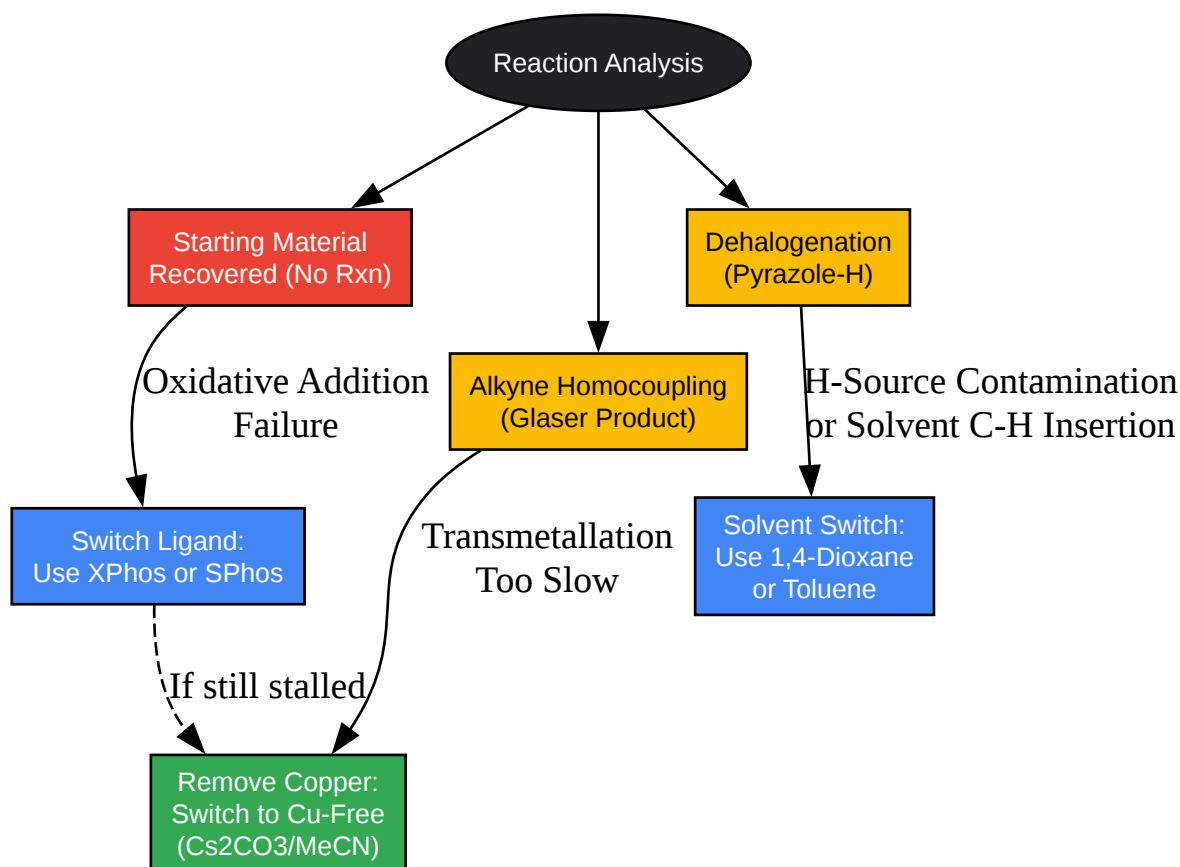 Reaction Analysis
Starting Material
Recovered (No Rxn)
Dehalogenation
(Pyrazole-H)
Oxidative Addition
Failure
Alkyne Homocoupling
(Glaser Product)
H-Source Contamination
or Solvent C-H Insertion
Switch Ligand:
Use XPhos or SPhos
Transmetallation
Too Slow
Solvent Switch:
Use 1,4-Dioxane
or Toluene
If still stalled
Remove Copper:
Switch to Cu-Free
(Cs2CO3/MeCN)